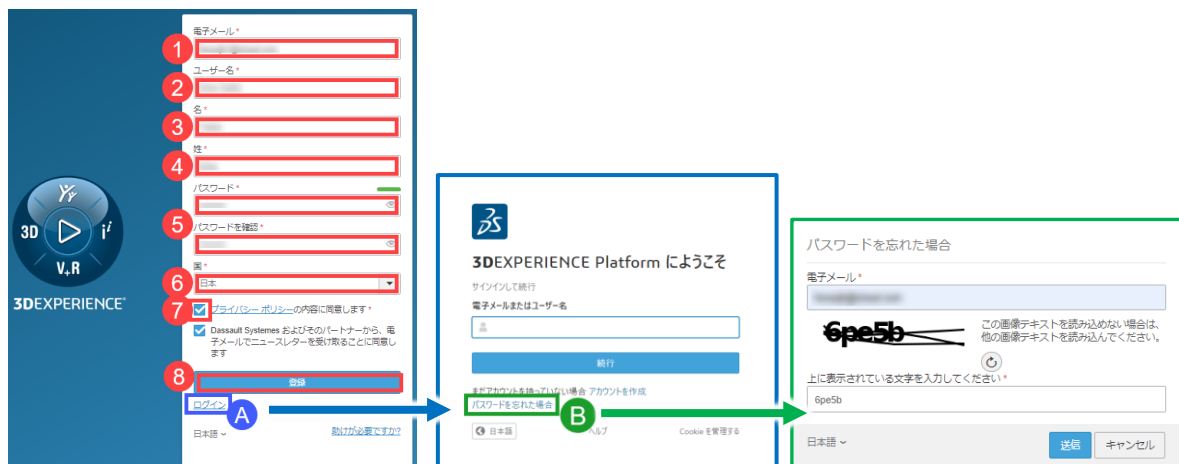 電子メール*
1
ユーザー名*
2
名*
3
姓*
4
パスワード*
5
パスワードを確認*
国*
6
日本
7
プライバシー ポリシーの内容に同意します*
Dassault Systemes およびそのパートナーから、電
子メールでニュースレターを受け取ることに同意し
ます
8
登録
ログイン
A
日本語
助けが必要ですか?
3D
i
V+R
3DEXPERIENCE
3DEXPERIENCE Platform にようこそ
サインインして続行
電子メールまたはユーザー名
続行
まだアカウントを持っていない場合 アカウントを作成
パスワードを忘れた場合
B
日本語
ヘルプ
Cookie を管理する
パスワードを忘れた場合
電子メール*
6pe5b
この画像テキストを読み込めない場合は、
他の画像テキストを読み込んでください。
上に表示されている文字を入力してください*
6pe5b
日本語
送信
キャンセル